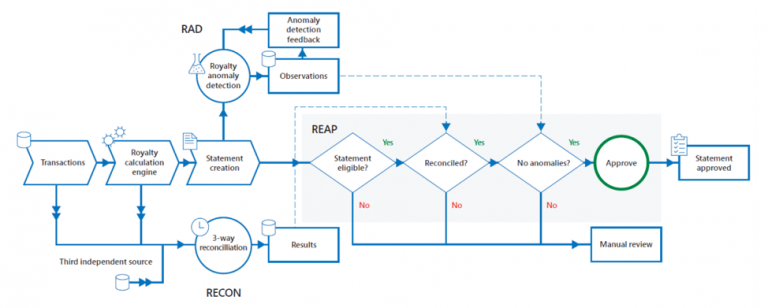 RAD
Anomaly
detection
feedback
Royalty
anomaly
detection
Observations
REAP
Transactions
Royalty
calculation
engine
Statement
creation
Statement
eligible?
Yes
Reconciled?
Yes
No anomalies?
Yes
Approve
Statement
approved
No
No
No
3-way
reconcilliation
Results
Manual review
Third independent source
RECON